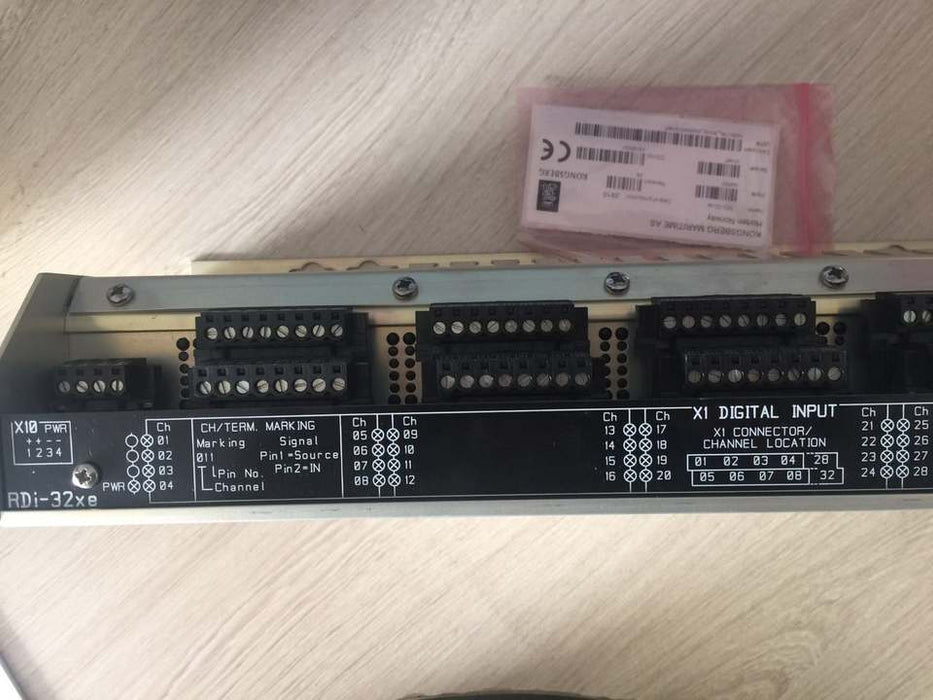 KONGSBERG MARITIME AS
Horten Norway
KONGSBERG
CE
X10 PWR
+ + - -
1 2 3 4
Ch
01
02
03
PWR 04
RDi-32xe
CH/TERM. MARKING
Marking Signal
011 Pin1=Source
Pin No. Pin2=IN
Channel
Ch Ch
05 09
06 10
07 11
08 12
Ch Ch
13 17
14 18
15 19
16 20
X1 DIGITAL INPUT
X1 CONNECTOR/
CHANNEL LOCATION
01 02 03 04 28
05 06 07 08 32
Ch Ch
21 25
22 26
23 27
24 28